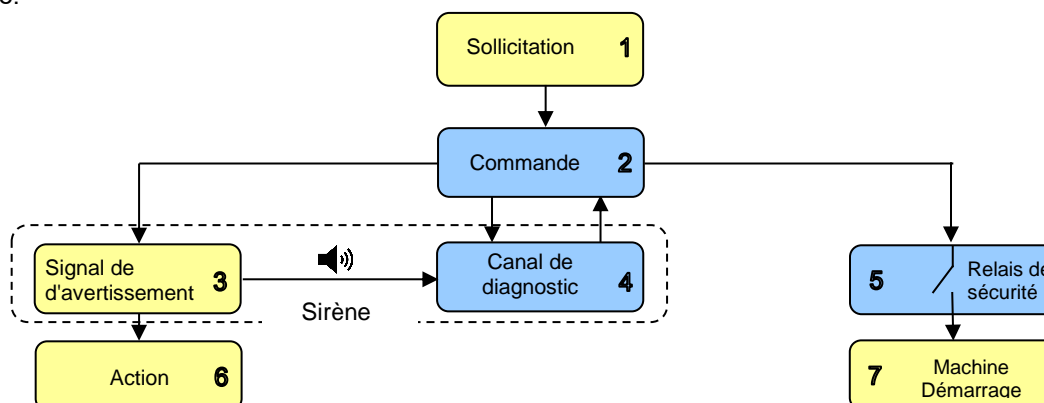 Sollicitation 1
Commande 2
Signal de
d'avertissement 3
Sirène
Canal de
diagnostic 4
5 Relais de
sécurité
Action 6
7 Machine
Démarrage